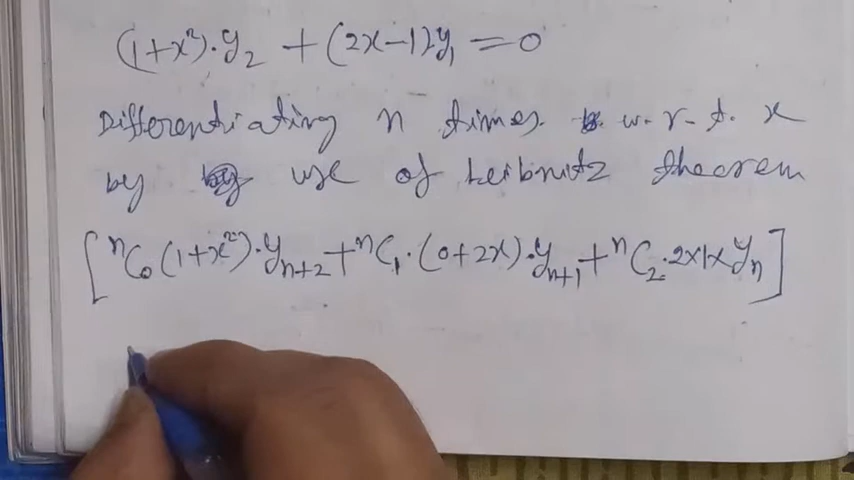 (1+x²).y₂ + (2x-1)y₁ = 0
Differentiating n times w.r.t. x
by use of Leibnitz theorem
[ⁿC₀(1+x²).yₙ₊₂+ⁿC₁.(0+2x).yₙ₊₁+ⁿC₂.2×1×yₙ]